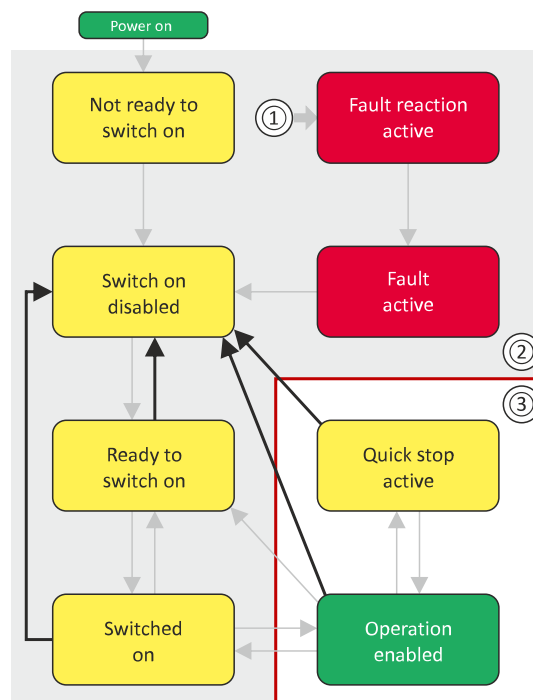 Power on
Not ready to
switch on
①
Fault reaction
active
Switch on
disabled
Fault
active
②
③
Ready to
switch on
Quick stop
active
Switched
on
Operation
enabled